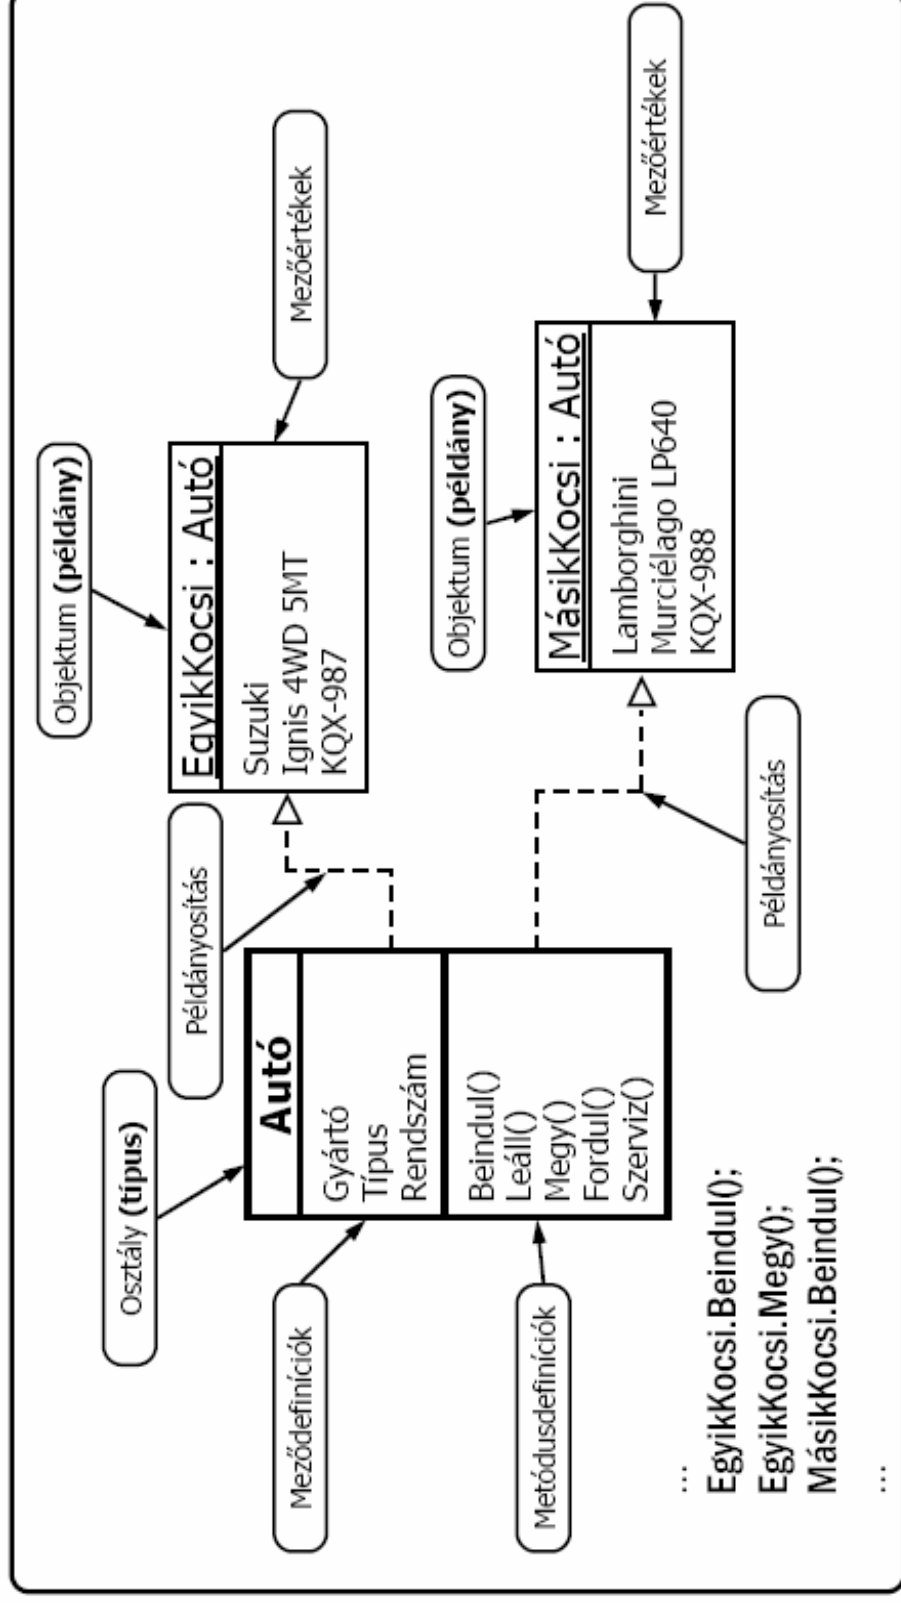 Osztály (típus)
Autó
Gyártó
Típus
Rendszám
Beindul()
Leáll()
Megy()
Fordul()
Szerviz()
Meződefiníciók
Metódusdefiníciók
Példányosítás
Példányosítás
Objektum (példány)
EgyikKocsi : Autó
Suzuki
Ignis 4WD 5MT
KQX-987
Mezőértékek
Objektum (példány)
MásikKocsi : Autó
Lamborghini
Murciélago LP640
KQX-988
Mezőértékek
...
EgyikKocsi.Beindul();
EgyikKocsi.Megy();
MásikKocsi.Beindul();
...